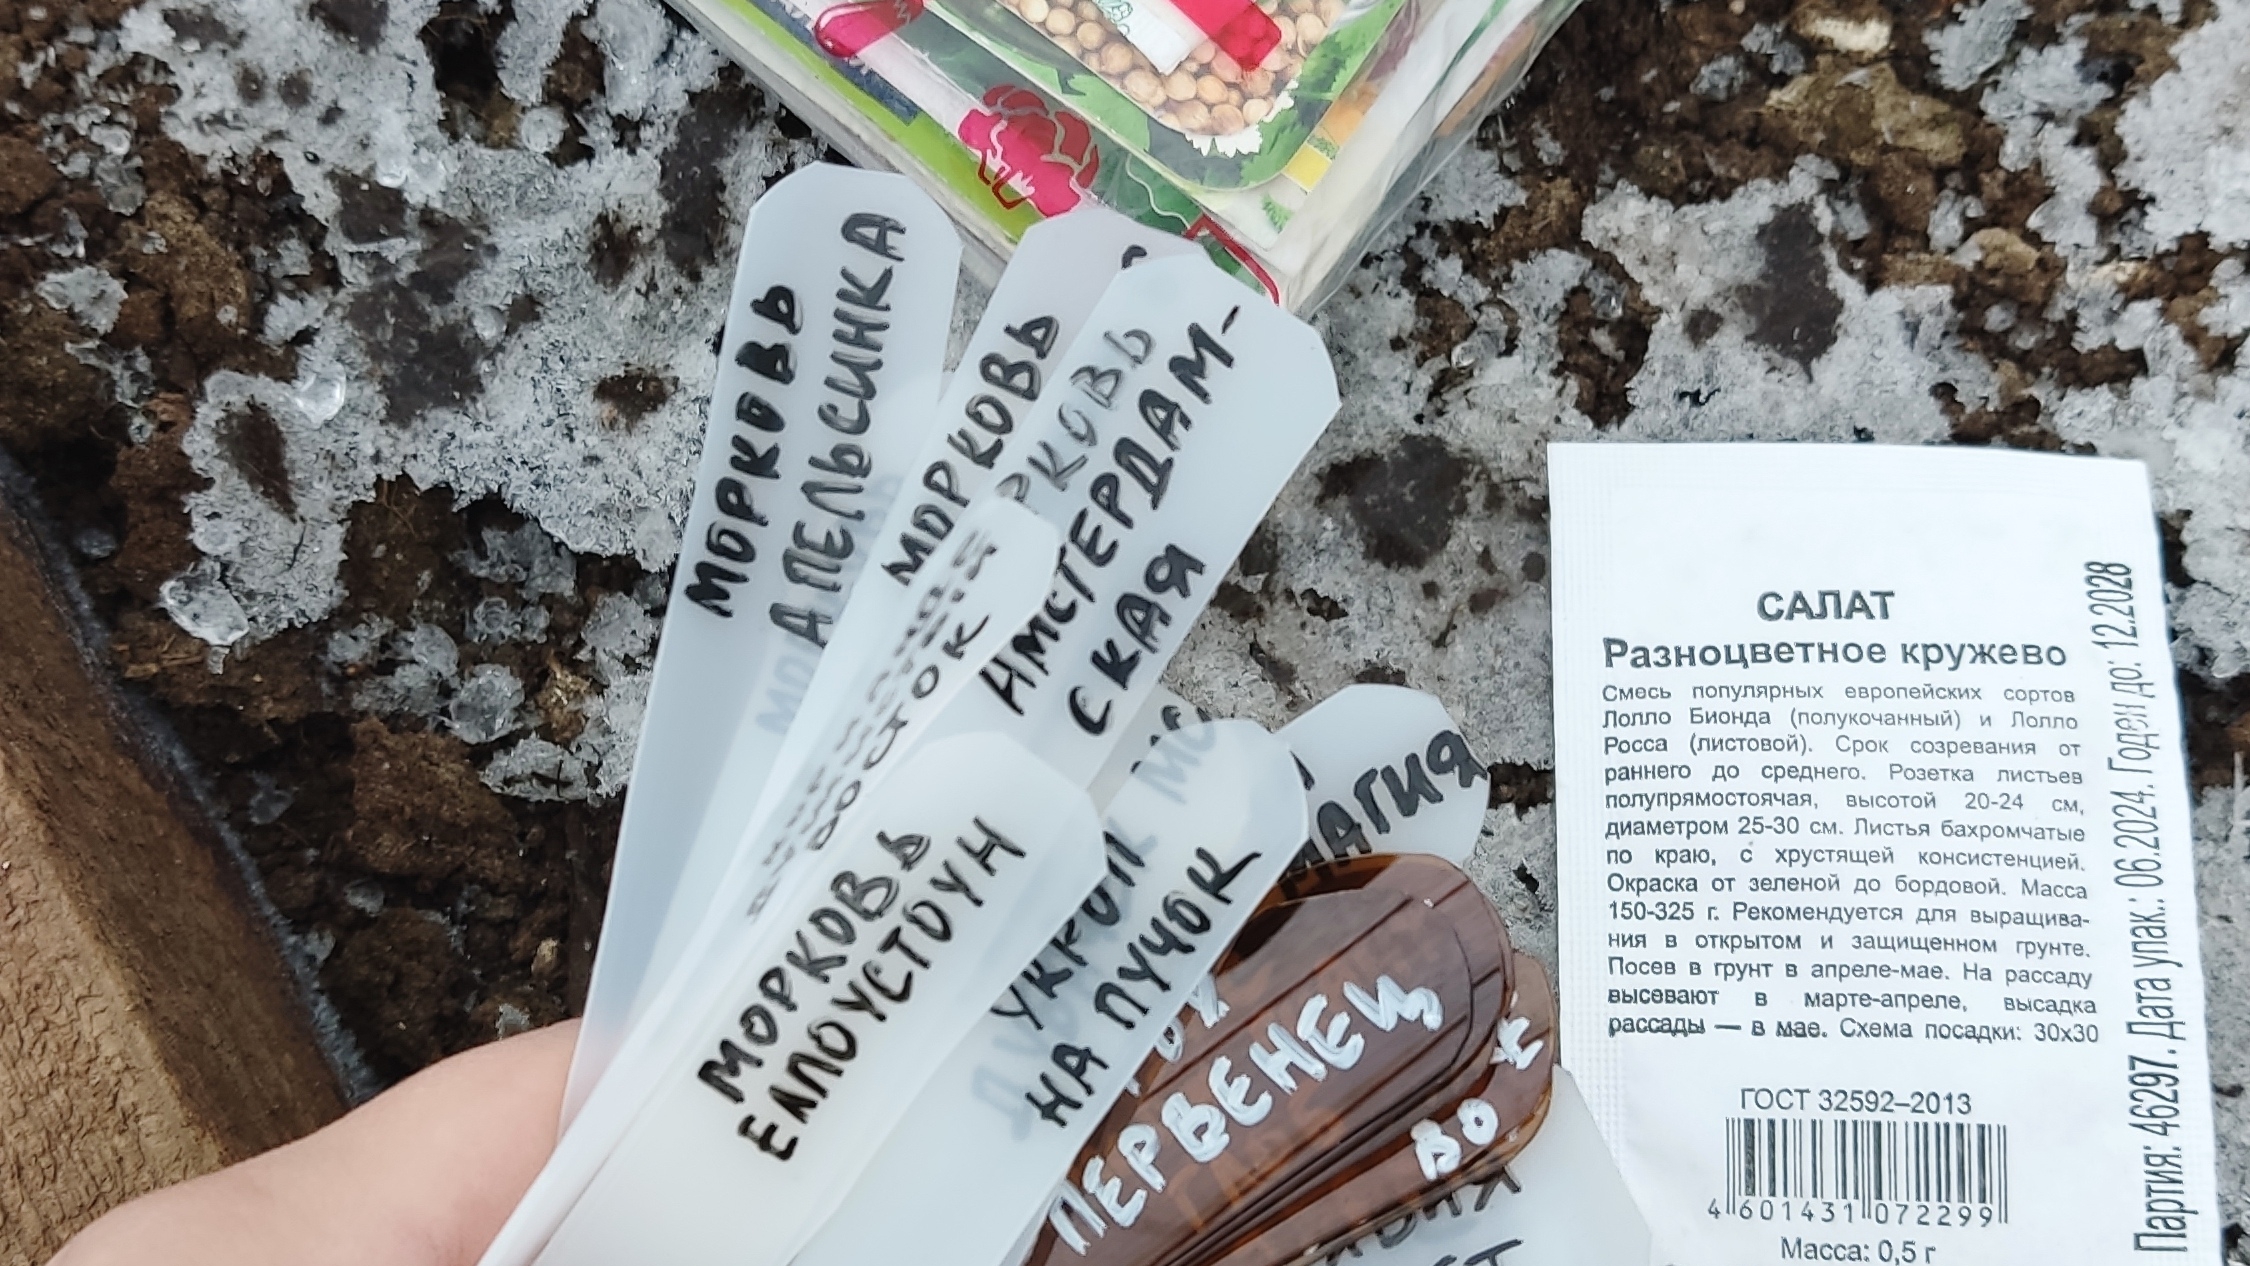 МОРКОВЬ
АПЕЛЬСИНКА
МОРКОВЬ
АМСТЕРДАМ-
СКАЯ
ВОСТОК
МОРКОВЬ
ЕЛЛОУСТОУН
НА ПУЧОК
МАГИЯ
ПЕРВЕНЕЦ
САЛАТ
Разноцветное кружево
Смесь популярных европейских сортов
Лолло Бионда (полукочанный) и Лолло
Росса (листовой). Срок созревания от
раннего до среднего. Розетка листьев
полупрямостоячая, высотой 20-24 см,
диаметром 25-30 см. Листья бахромчатые
по краю, с хрустящей консистенцией.
Окраска от зеленой до бордовой. Масса
150-325 г. Рекомендуется для выращива-
ния в открытом и защищенном грунте.
Посев в грунт в апреле-мае. На рассаду
высевают в марте-апреле, высадка
рассады — в мае. Схема посадки: 30х30
ГОСТ 32592–2013
4 601431 072299
Масса: 0,5 г
Партия: 46297. Дата упак.: 06.2024. Годен до: 12.2028